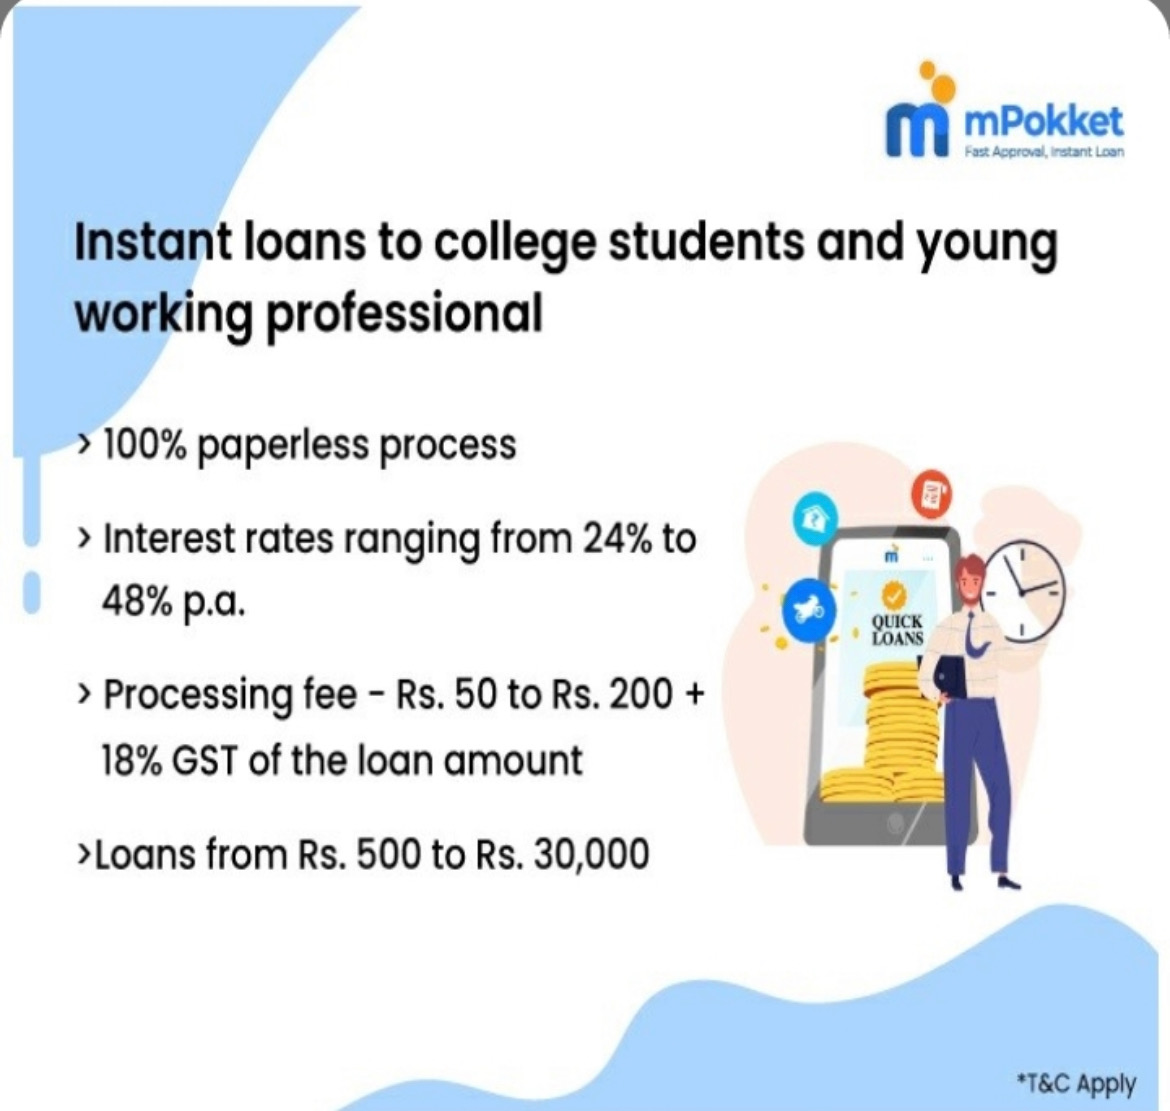 mPokket
Fast Approval, Instant Loan
Instant loans to college students and young
working professional
› 100% paperless process
› Interest rates ranging from 24% to
48% p.a.
› Processing fee - Rs. 50 to Rs. 200 +
18% GST of the loan amount
›Loans from Rs. 500 to Rs. 30,000
m
QUICK
LOANS
*T&C Apply